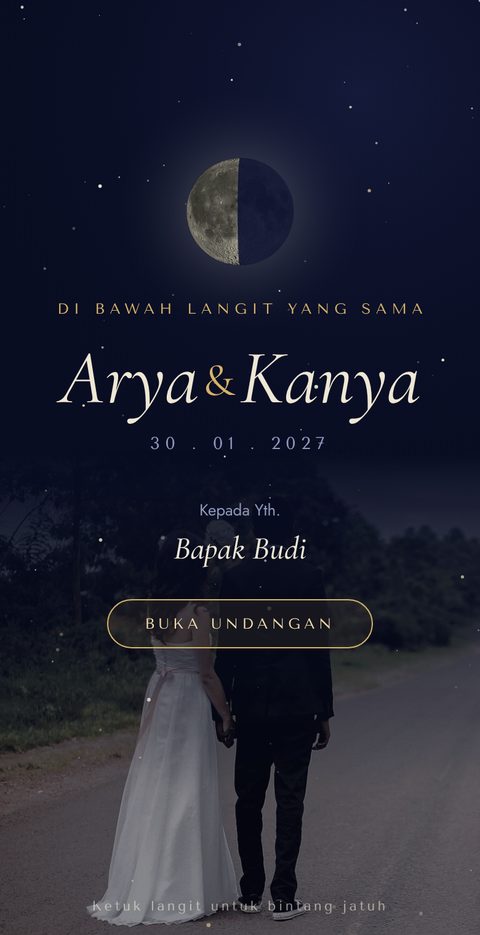 DI BAWAH LANGIT YANG SAMA
Arya & Kanya
30 . 01 . 2027
Kepada Yth.
Bapak Budi
BUKA UNDANGAN
Ketuk langit untuk bintang jatuh